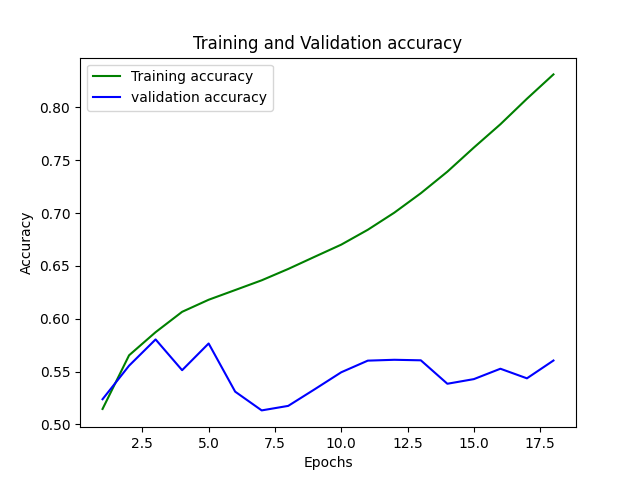 Training and Validation accuracy
Training accuracy
validation accuracy
0.80
0.75
0.70
0.65
0.60
0.55
0.50
Accuracy
2.5 5.0 7.5 10.0 12.5 15.0 17.5
Epochs